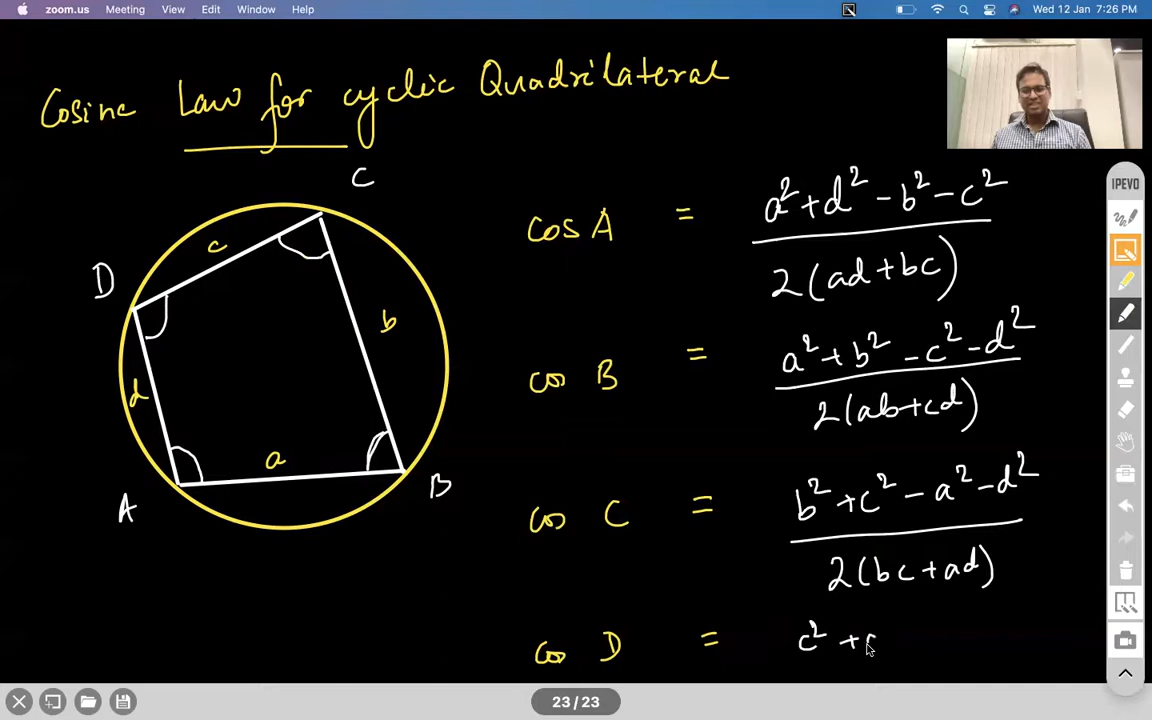 zoom.us Meeting View Edit Window Help Wed 12 Jan 7:26 PM
Cosine Law for cyclic Quadrilateral
IPEVO
C
D
c
b
d
a
A
B
cos A = a² + d² - b² - c² / 2(ad + bc)
cos B = a² + b² - c² - d² / 2(ab + cd)
cos C = b² + c² - a² - d² / 2(bc + ad)
cos D = c² +
23 / 23